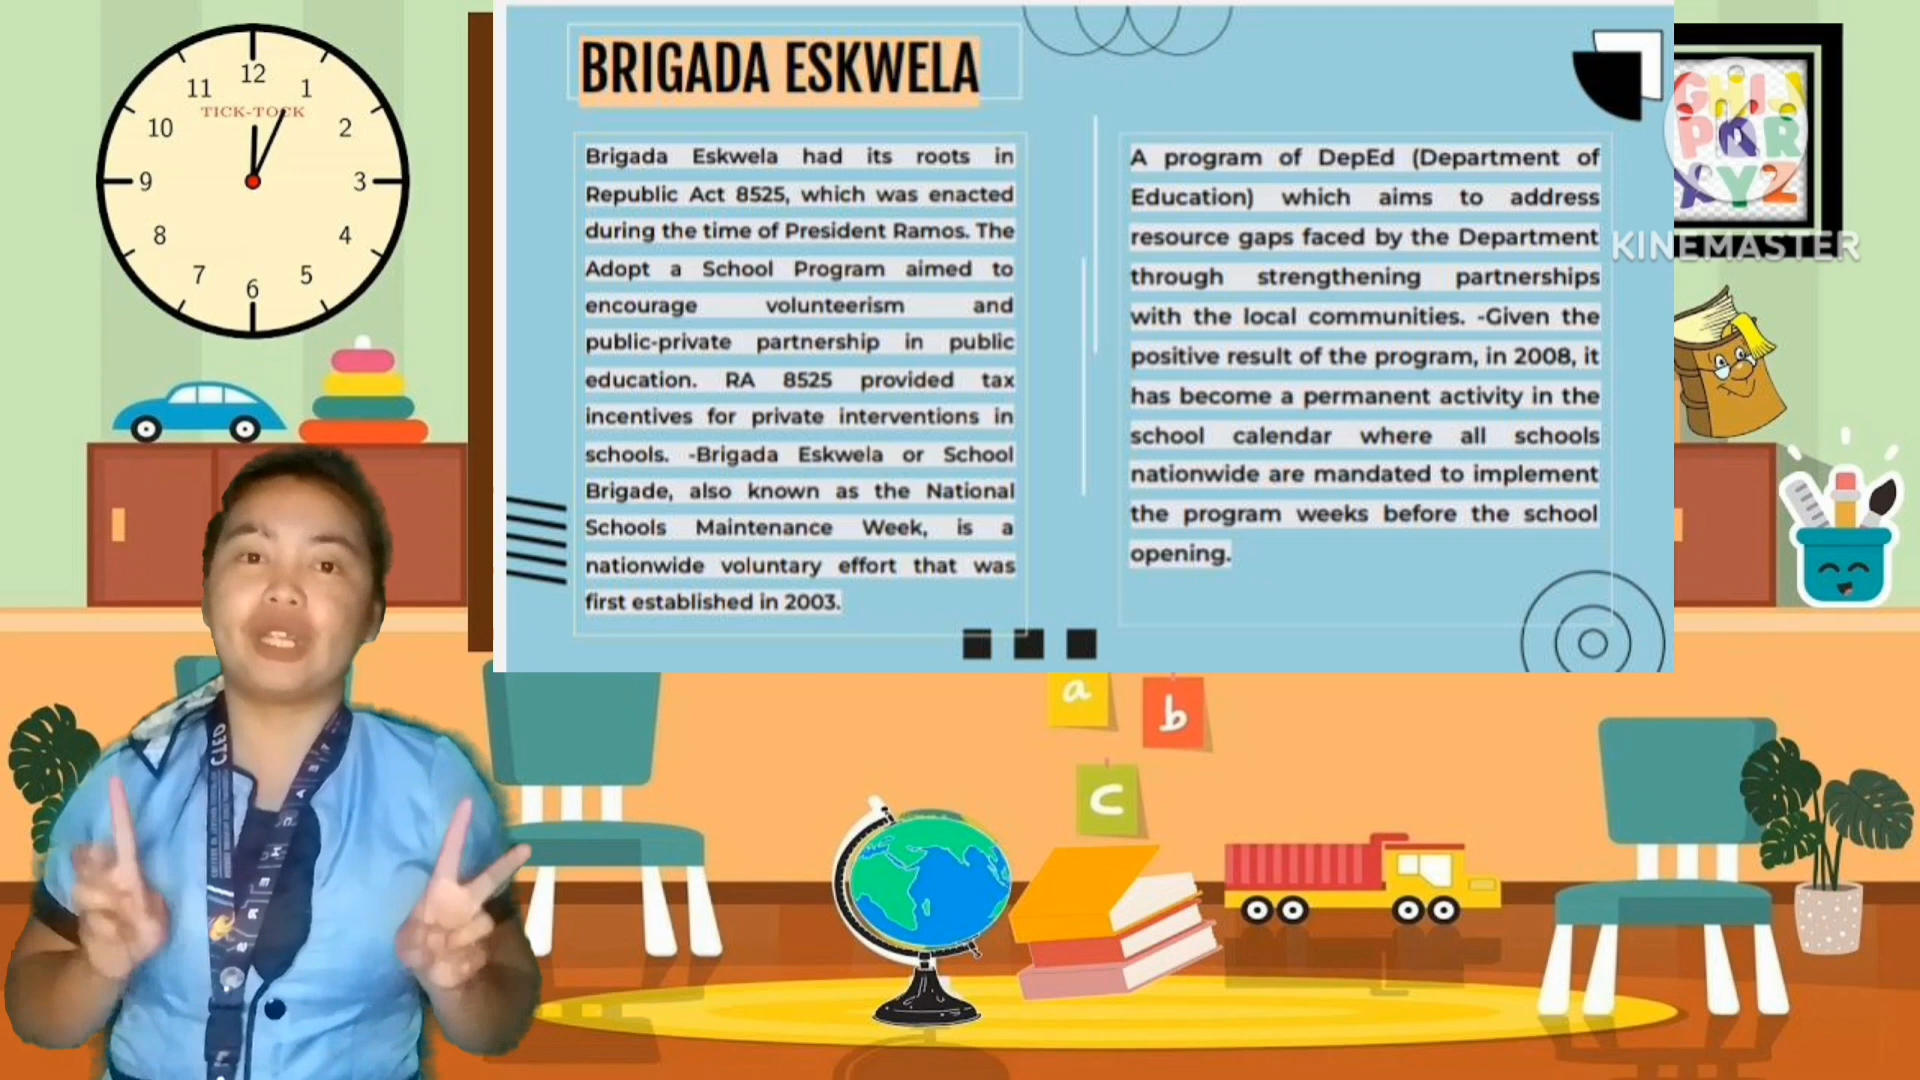 12
11
1
TICK-TOCK
10
2
9
3
8
4
7
5
6
BRIGADA ESKWELA
Brigada Eskwela had its roots in
Republic Act 8525, which was enacted
during the time of President Ramos. The
Adopt a School Program aimed to
encourage volunteerism and
public-private partnership in public
education. RA 8525 provided tax
incentives for private interventions in
schools. -Brigada Eskwela or School
Brigade, also known as the National
Schools Maintenance Week, is a
nationwide voluntary effort that was
first established in 2003.
A program of DepEd (Department of
Education) which aims to address
resource gaps faced by the Department
through strengthening partnerships
with the local communities. -Given the
positive result of the program, in 2008, it
has become a permanent activity in the
school calendar where all schools
nationwide are mandated to implement
the program weeks before the school
opening.
KINEMASTER
a
b
c
CTED